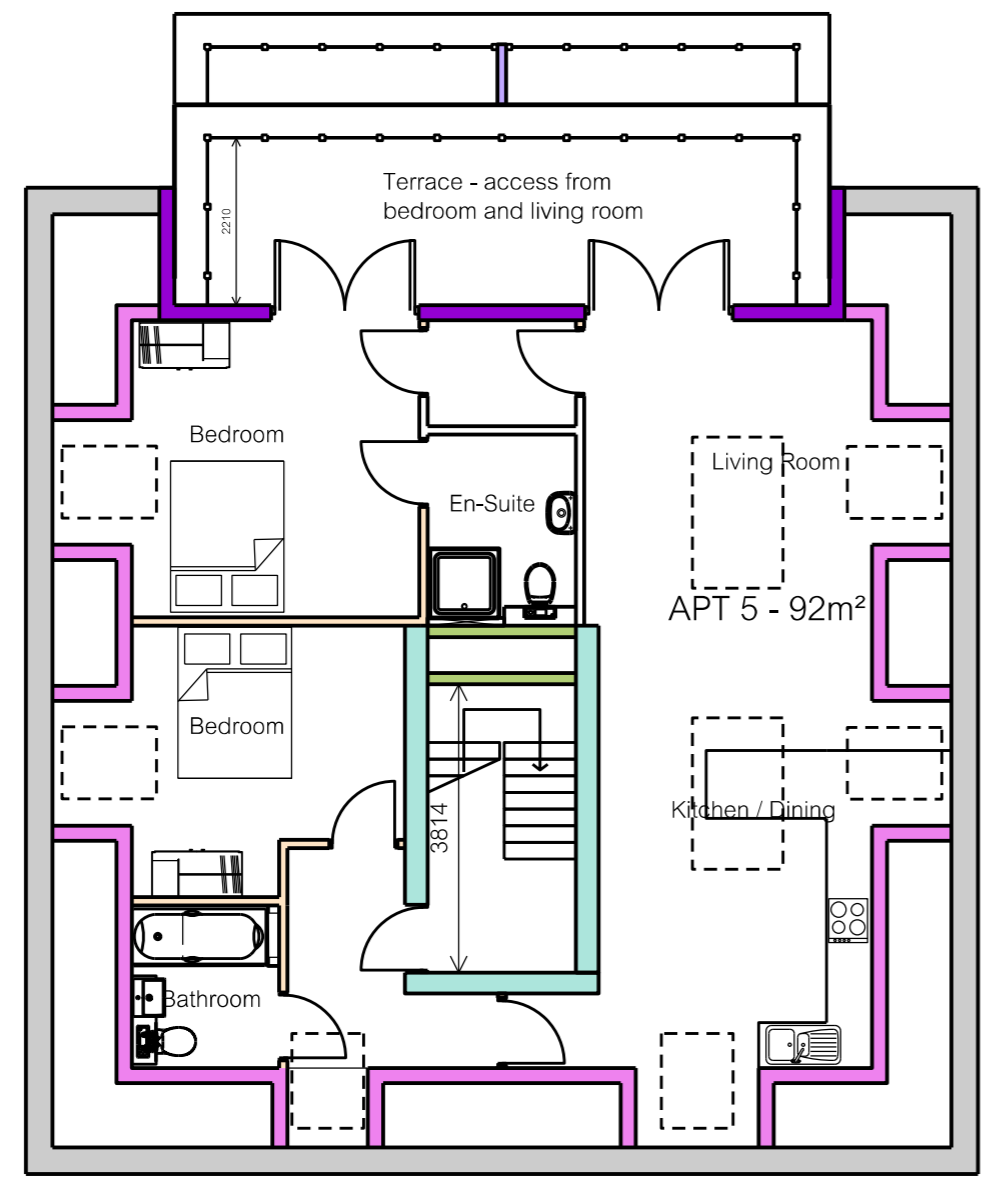 Terrace - access from
bedroom and living room
2210
Bedroom
Living Room
En-Suite
APT 5 - 92m²
Bedroom
Kitchen / Dining
3814
Bathroom